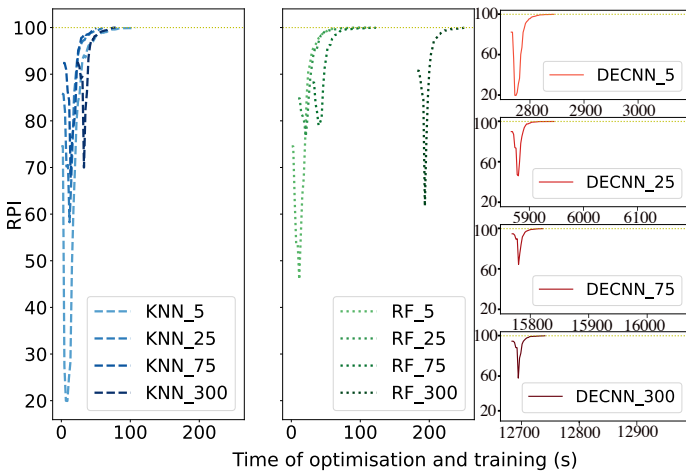 RPI
100
90
80
70
60
50
40
30
20
KNN_5
KNN_25
KNN_75
KNN_300
0
100
200
RF_5
RF_25
RF_75
RF_300
0
100
200
100
60
20
DECNN_5
2800
2900
3000
100
60
20
DECNN_25
5900
6000
6100
100
60
20
DECNN_75
15800
15900
16000
100
60
20
DECNN_300
12700
12800
12900
Time of optimisation and training (s)